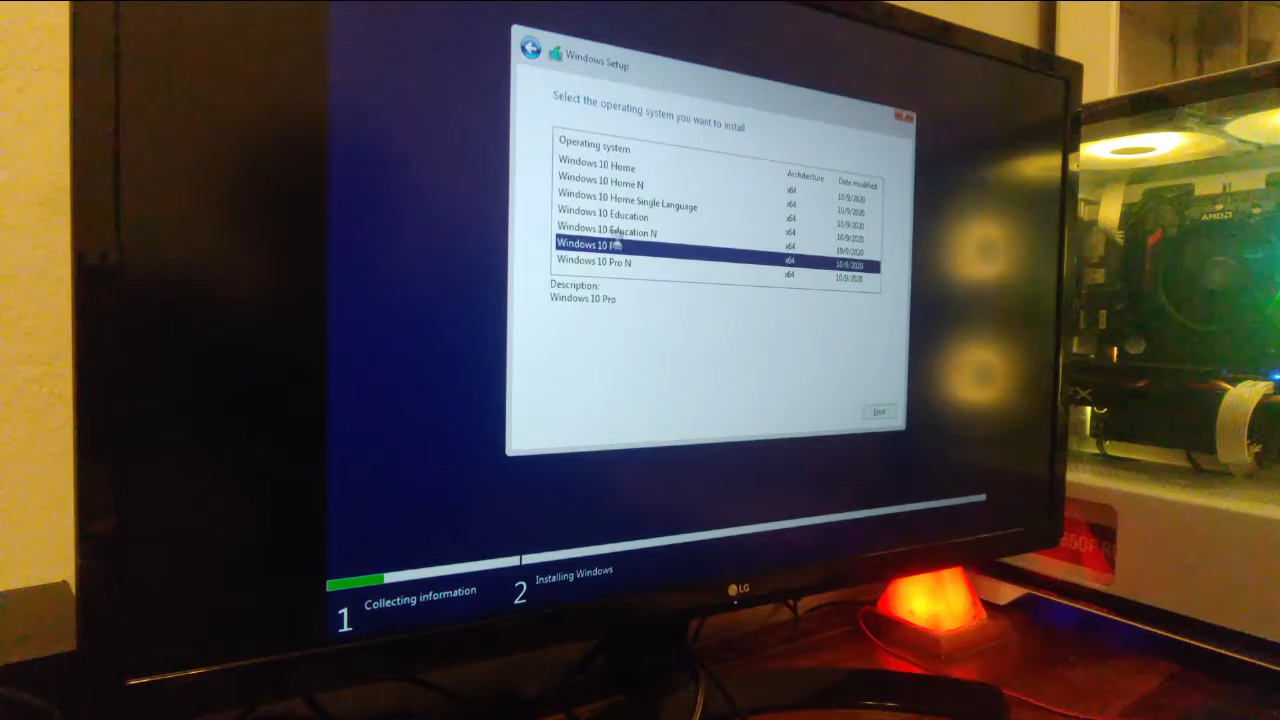 Windows Setup
Select the operating system you want to install
Operating system Architecture Date modified
Windows 10 Home x64 10/9/2020
Windows 10 Home N x64 10/9/2020
Windows 10 Home Single Language x64 10/9/2020
Windows 10 Education x64 10/9/2020
Windows 10 Education N x64 10/9/2020
Windows 10 x64 10/9/2020
Windows 10 Pro N x64 10/9/2020
Description:
Windows 10 Pro
Next
1 Collecting information
2 Installing Windows
LG
AMD